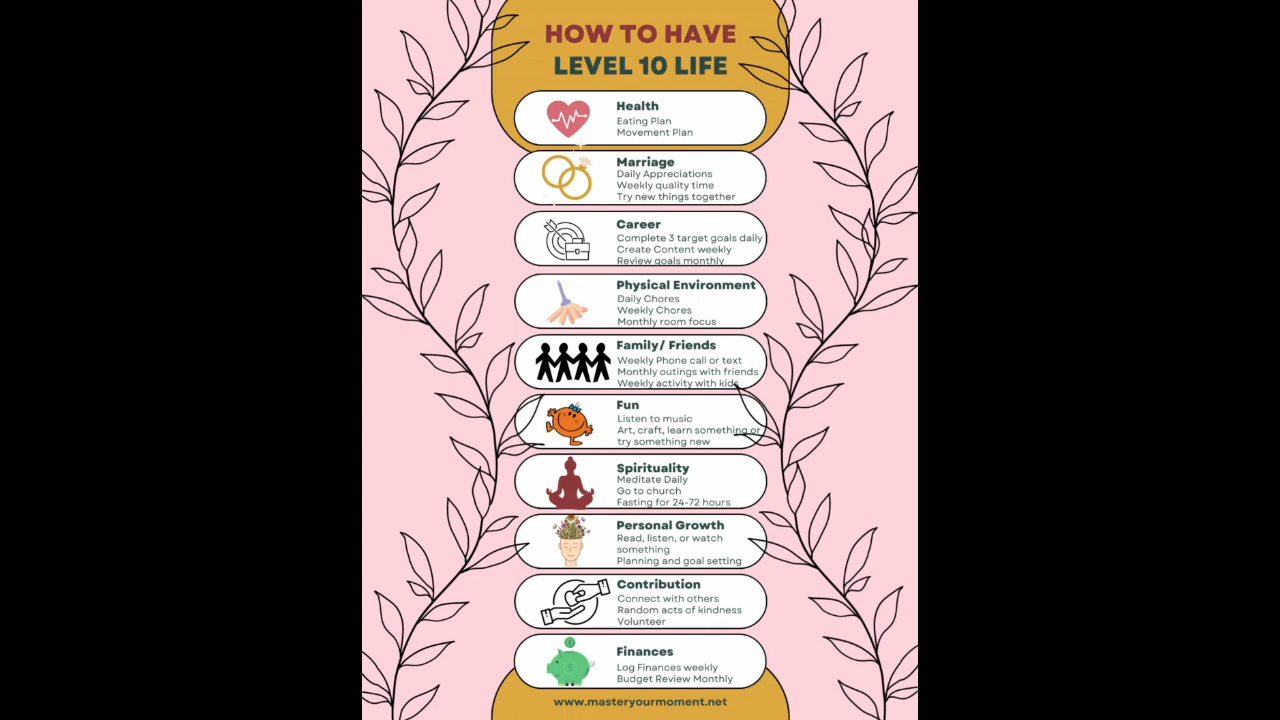 HOW TO HAVE
LEVEL 10 LIFE
Health
Eating Plan
Movement Plan
Marriage
Daily Appreciations
Weekly quality time
Try new things together
Career
Complete 3 target goals daily
Create Content weekly
Review goals monthly
Physical Environment
Daily Chores
Weekly Chores
Monthly room focus
Family/ Friends
Weekly Phone call or text
Monthly outings with friends
Weekly activity with kids
Fun
Listen to music
Art, craft, learn something or
try something new
Spirituality
Meditate Daily
Go to church
Fasting for 24-72 hours
Personal Growth
Read, listen, or watch
something
Planning and goal setting
Contribution
Connect with others
Random acts of kindness
Volunteer
Finances
Log Finances weekly
Budget Review Monthly
www.masteryourmoment.net